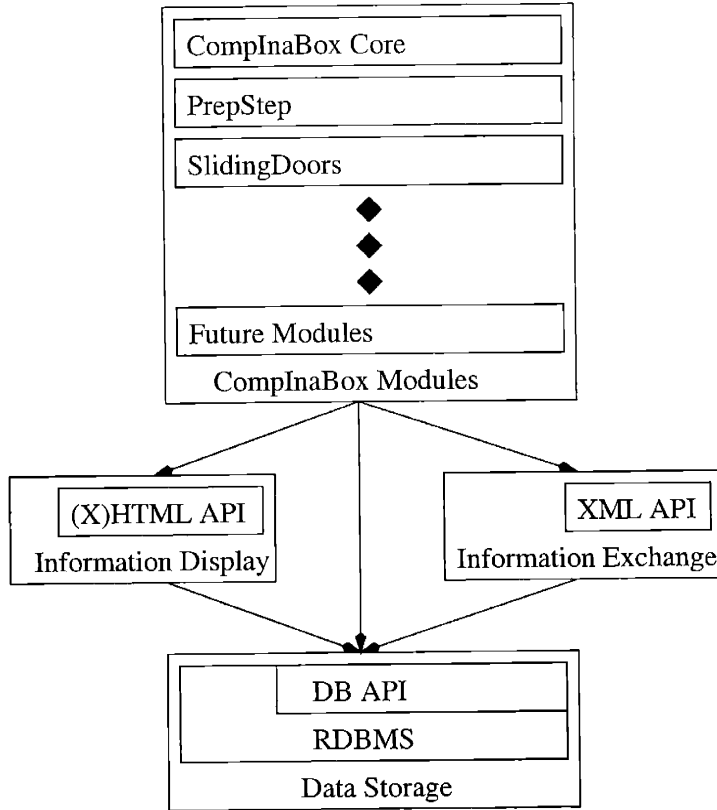 CompInaBox Core
PrepStep
SlidingDoors
Future Modules
CompInaBox Modules
(X)HTML API
Information Display
XML API
Information Exchange
DB API
RDBMS
Data Storage